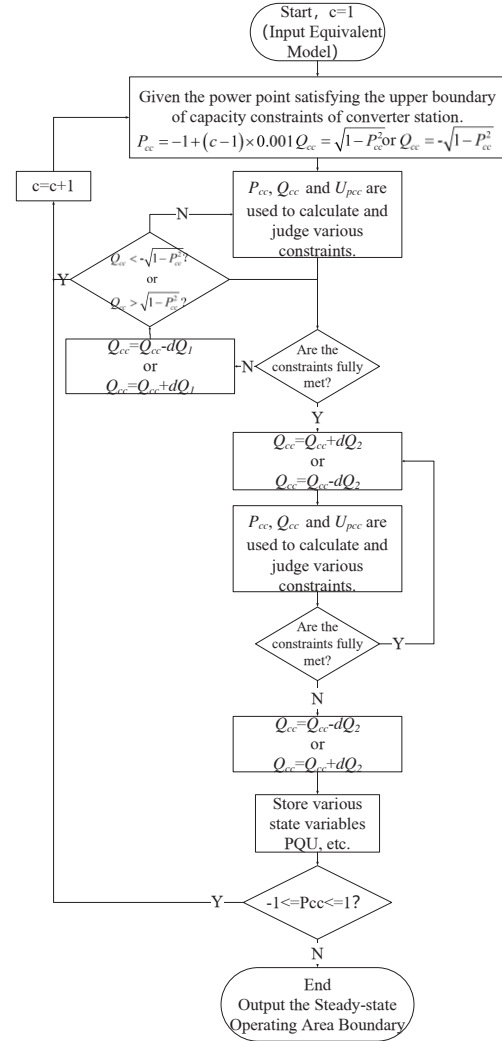 Start，c=1
(Input Equivalent
Model)
Given the power point satisfying the upper boundary
of capacity constraints of converter station.
P_cc = −1 + (c −1) × 0.001 Q_cc = √(1− P_cc²) or Q_cc = -√(1− P_cc²)
c=c+1
P_cc, Q_cc and U_pcc are
used to calculate and
judge various
constraints.
N
Q_cc < -√(1− P_cc²)?
or
Q_cc > √(1− P_cc²)?
Y
Q_cc=Q_cc-dQ_1
or
Q_cc=Q_cc+dQ_1
N
Are the
constraints fully
met?
Y
Q_cc=Q_cc+dQ_2
or
Q_cc=Q_cc-dQ_2
P_cc, Q_cc and U_pcc are
used to calculate and
judge various
constraints.
Are the
constraints fully
met?
Y
N
Q_cc=Q_cc-dQ_2
or
Q_cc=Q_cc+dQ_2
Store various
state variables
PQU, etc.
Y
-1<=Pcc<=1?
N
End
Output the Steady-state
Operating Area Boundary